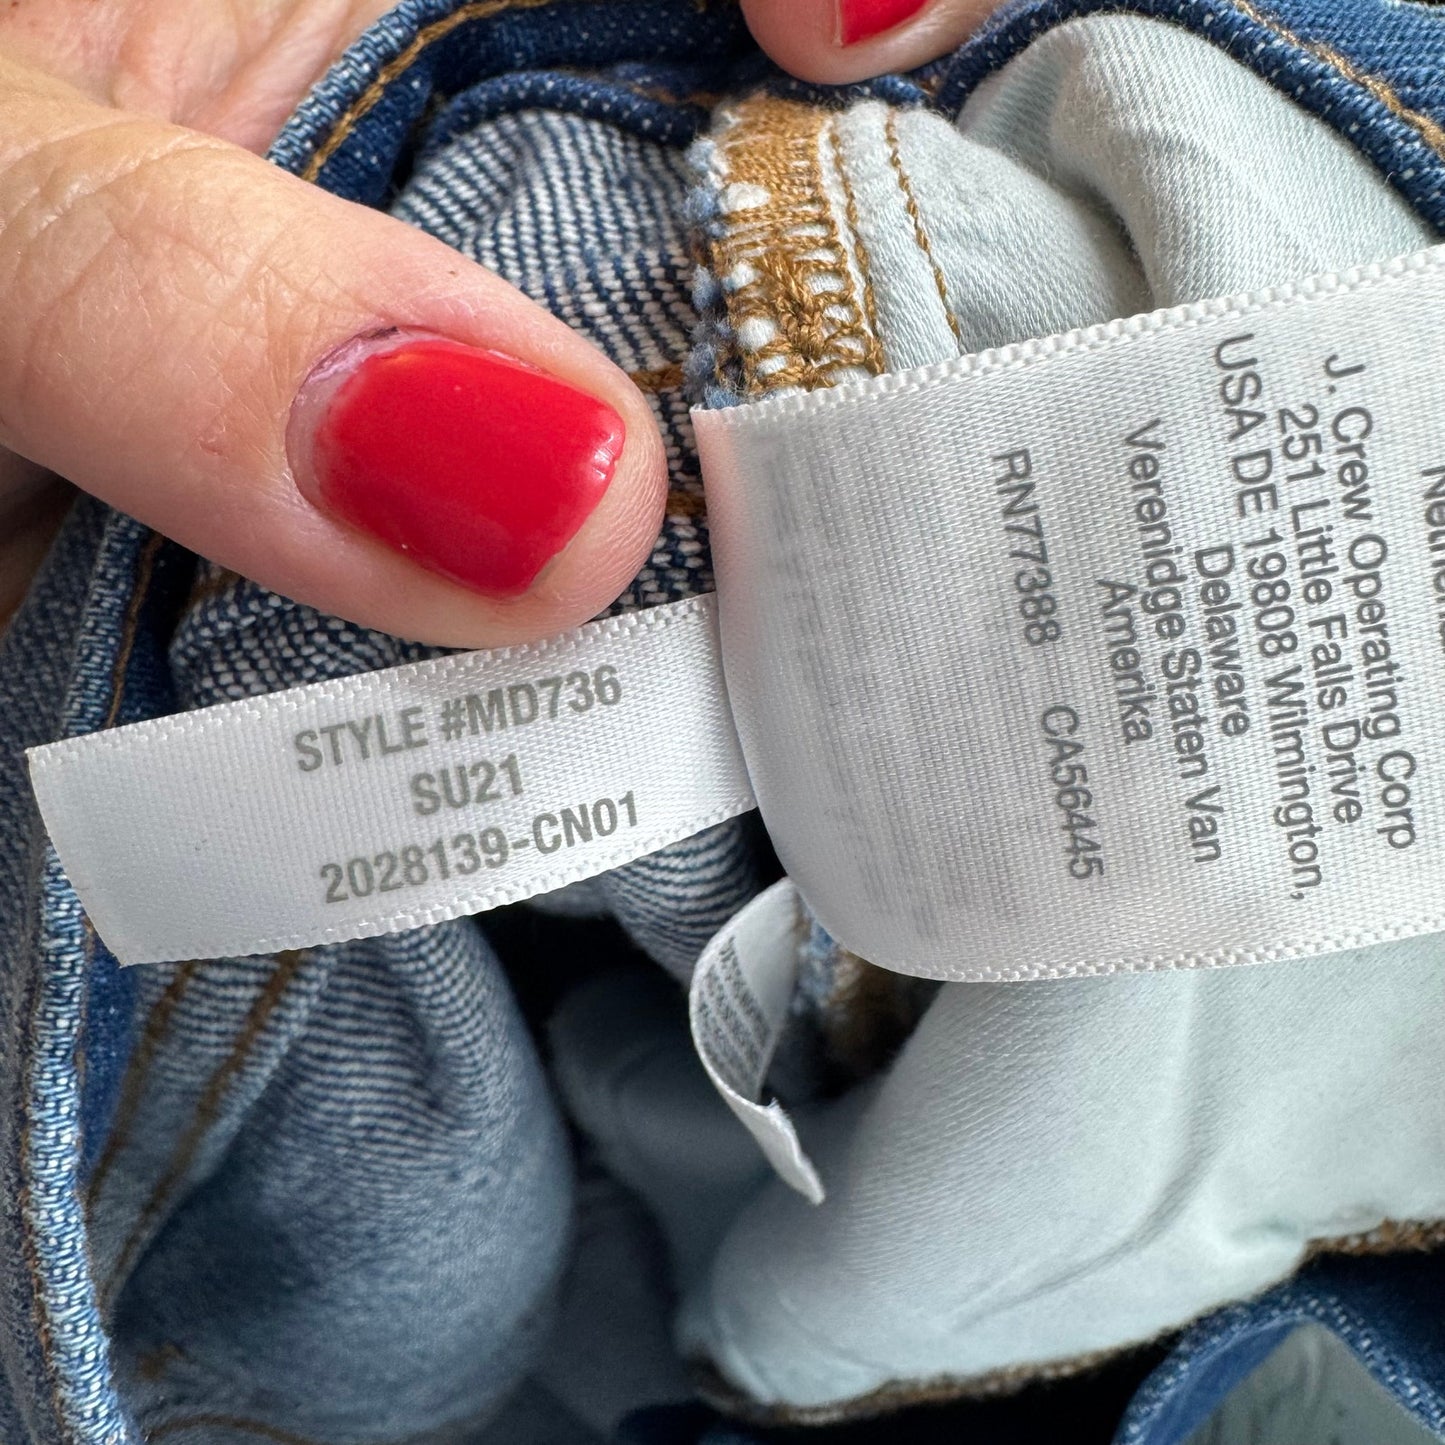 STYLE #MD736
SU21
2028139-CN01
J. Crew Operating Corp
251 Little Falls Drive
USA DE 19808 Wilmington,
Delaware
Verenidge Staten Van
Amerika
RN77388 CA56445